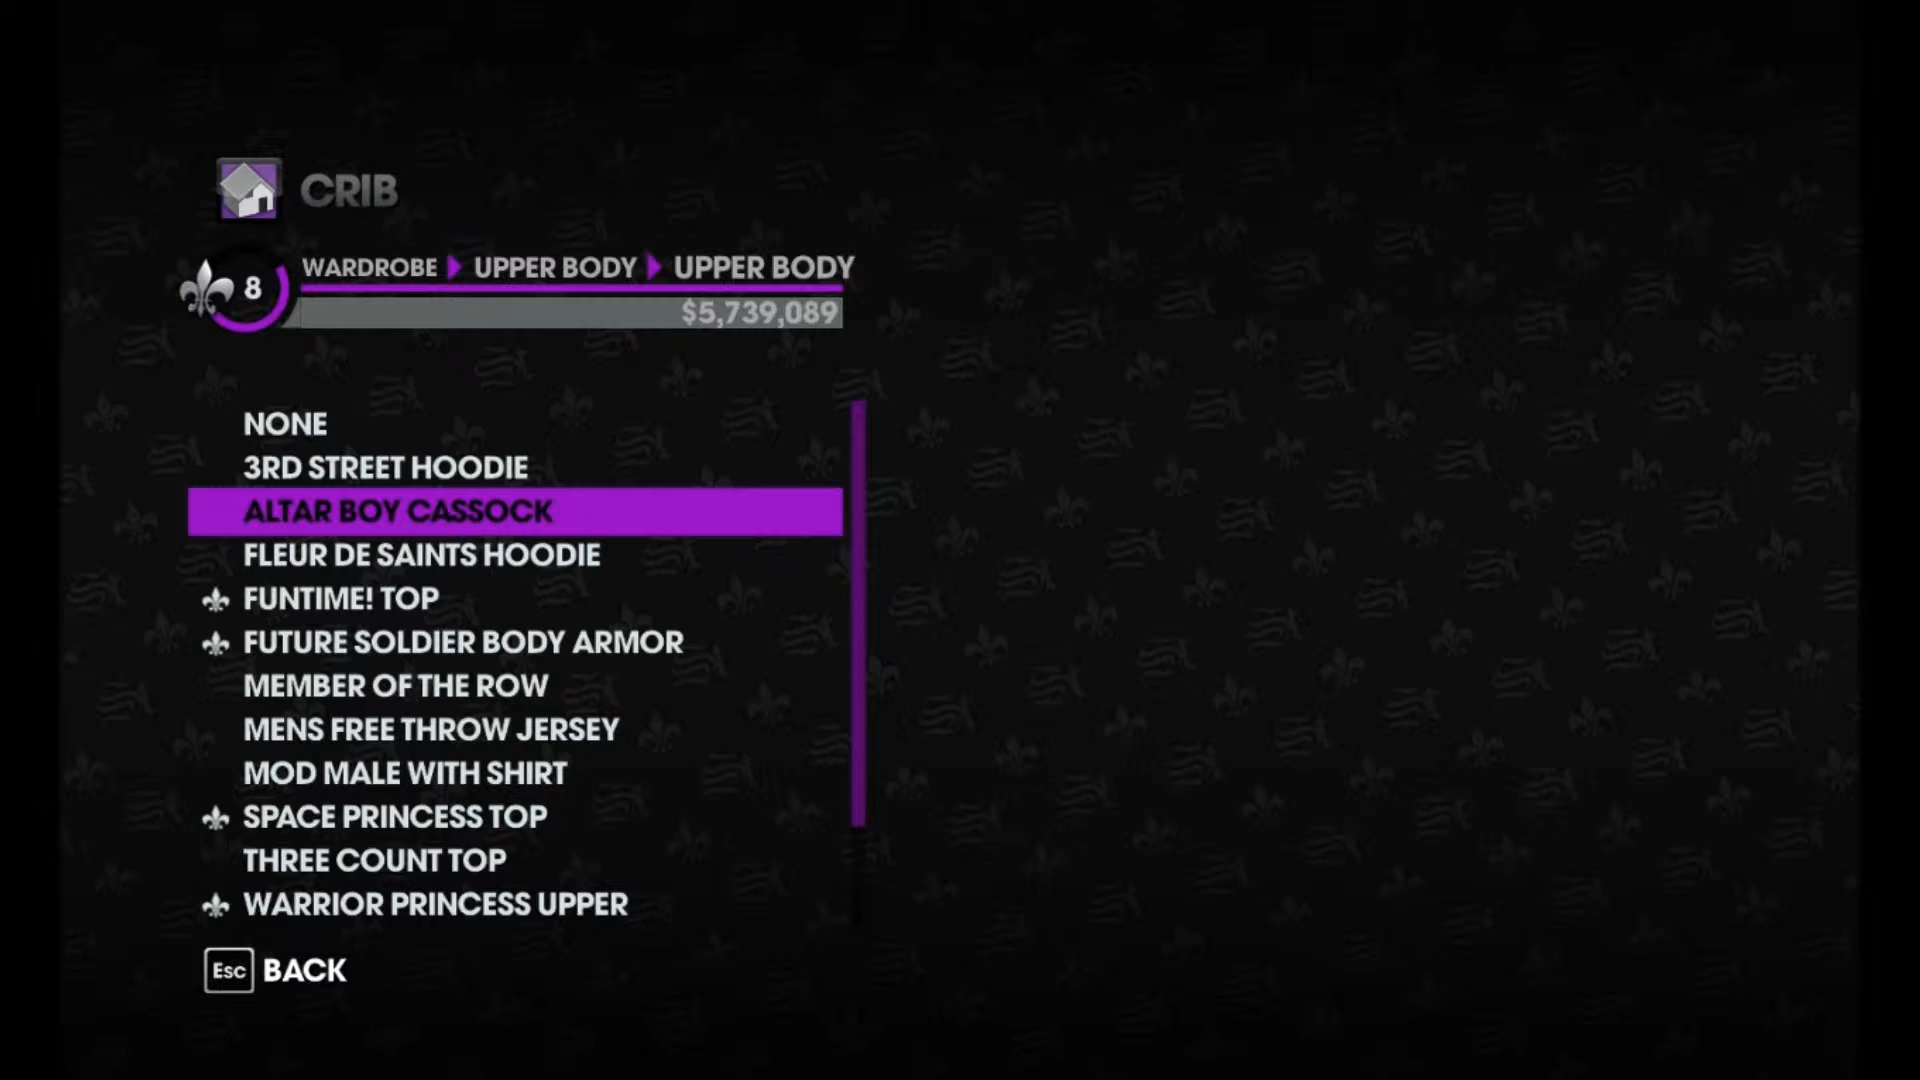 CRIB
8
WARDROBE UPPER BODY UPPER BODY
$5,739,089
NONE
3RD STREET HOODIE
ALTAR BOY CASSOCK
FLEUR DE SAINTS HOODIE
FUNTIME! TOP
FUTURE SOLDIER BODY ARMOR
MEMBER OF THE ROW
MENS FREE THROW JERSEY
MOD MALE WITH SHIRT
SPACE PRINCESS TOP
THREE COUNT TOP
WARRIOR PRINCESS UPPER
Esc BACK